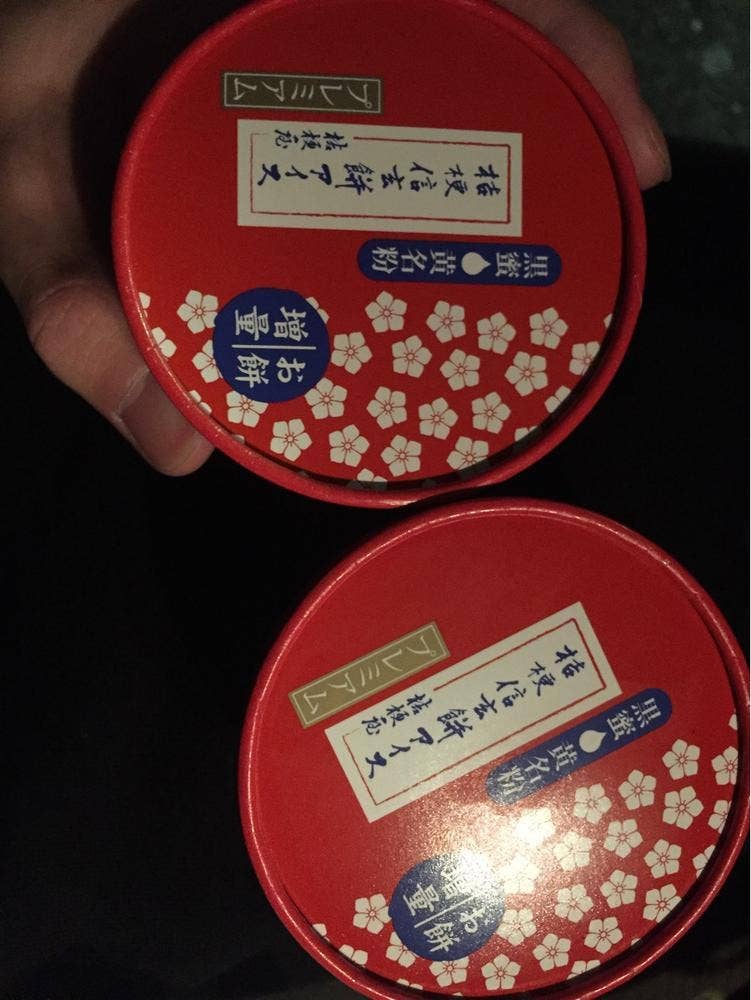 プレミアム
桔梗信玄餅アイス
桔梗屋
黒蜜
黄名粉
お餅
増量
プレミアム
桔梗信玄餅アイス
桔梗屋
黒蜜
黄名粉
お餅
増量